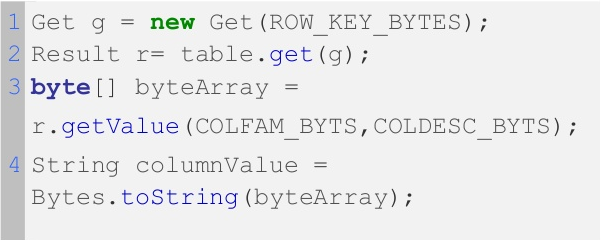 1 Get g = new Get(ROW_KEY_BYTES);
2 Result r= table.get(g);
3 byte[] byteArray =
r.getValue(COLFAM_BYTS,COLDESC_BYTS);
4 String columnValue =
Bytes.toString(byteArray);